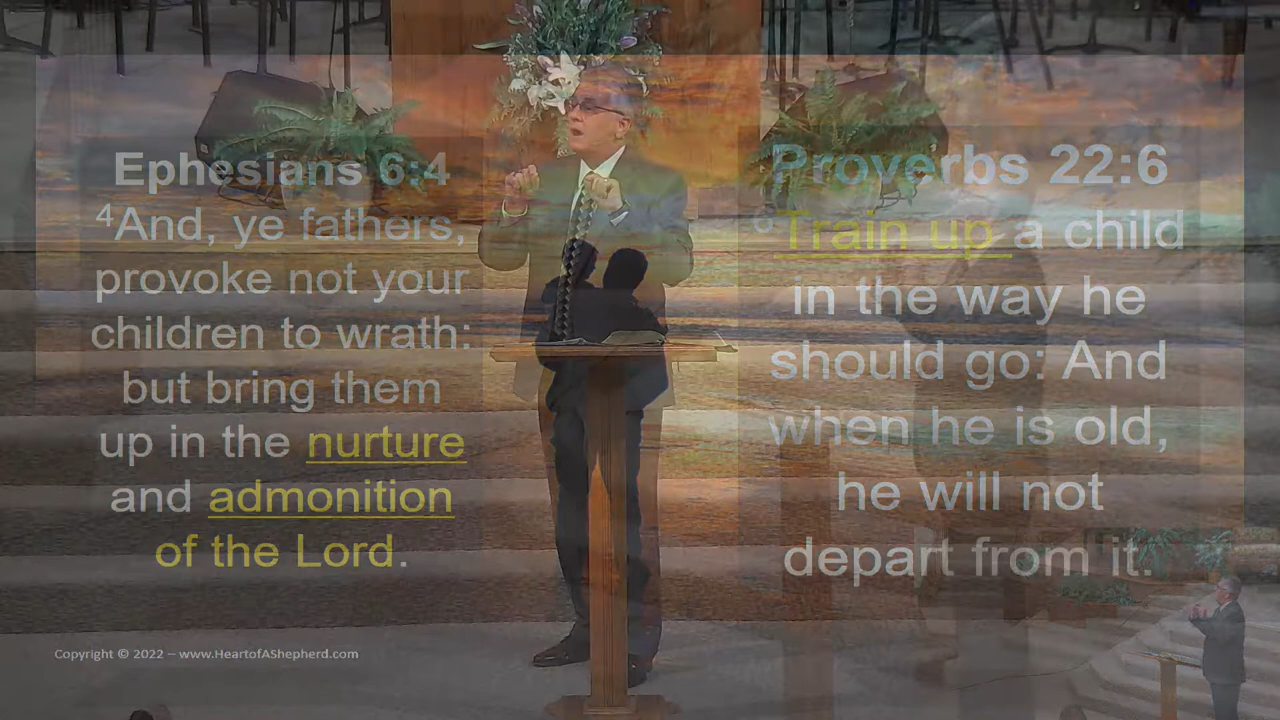 Ephesians 6:4
4And, ye fathers,
provoke not your
children to wrath:
but bring them
up in the nurture
and admonition
of the Lord.
Proverbs 22:6
6 Train up a child
in the way he
should go: And
when he is old,
he will not
depart from it.
Copyright © 2022 – www.HeartofAShepherd.com